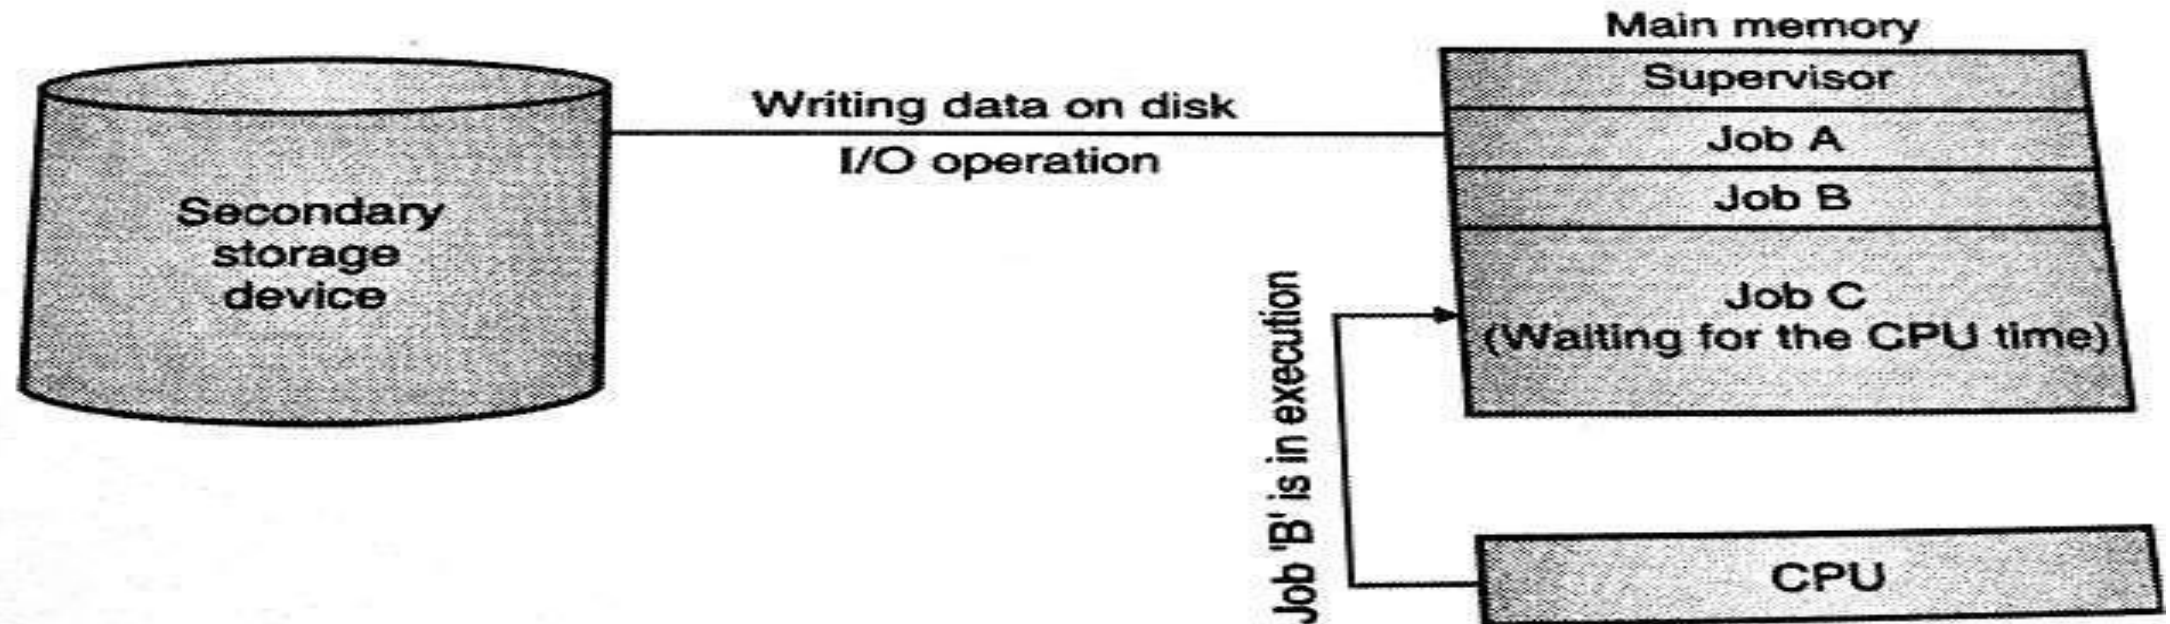 Main memory
Supervisor
Writing data on disk
Job A
I/O operation
Job B
Secondary
storage
device
Job C
(Waiting for the CPU time)
Job 'B' is in execution
CPU